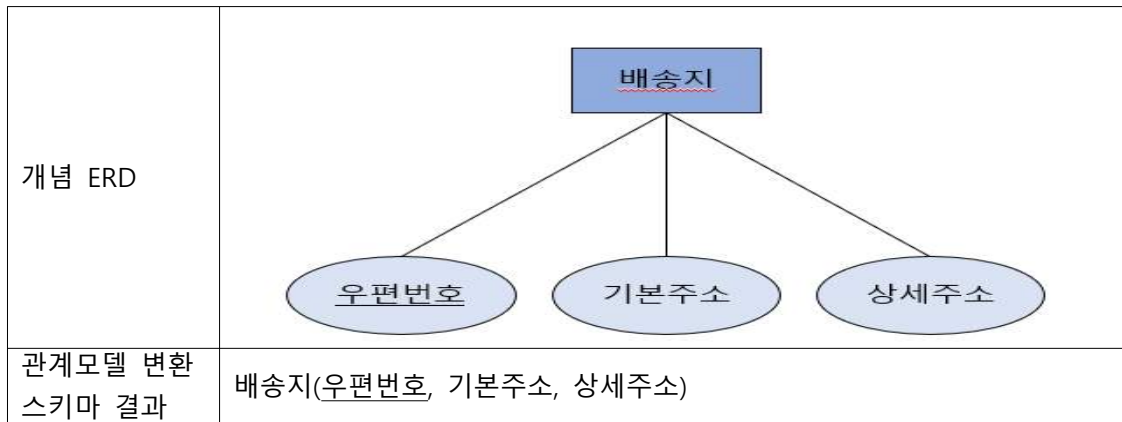 배송지
개념 ERD
우편번호 기본주소 상세주소
관계모델 변환
스키마 결과
배송지(우편번호, 기본주소, 상세주소)